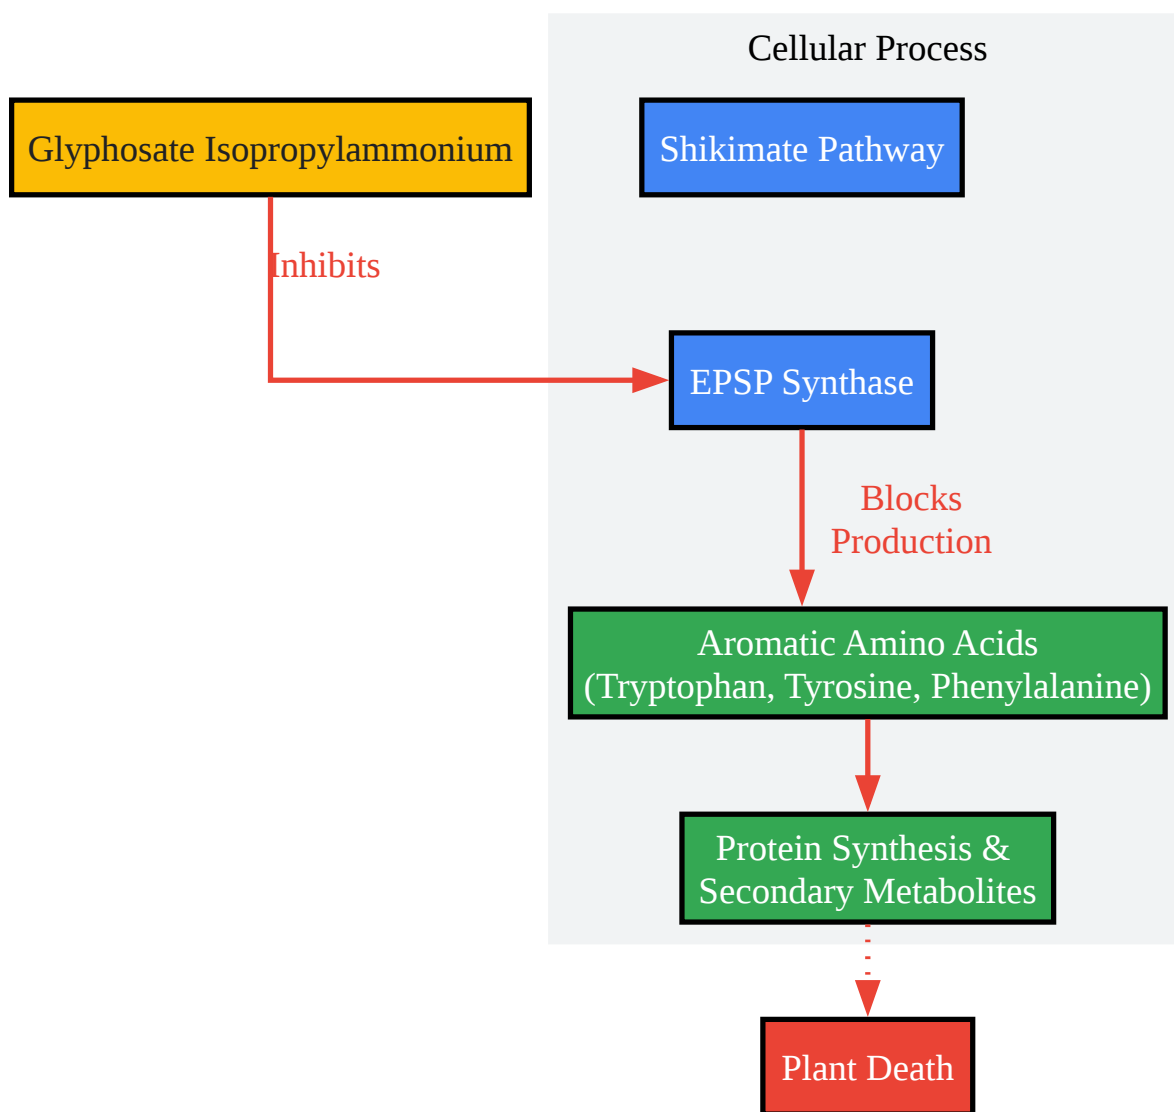 Cellular Process
Glyphosate Isopropylammonium
Shikimate Pathway
Inhibits
EPSP Synthase
Blocks
Production
Aromatic Amino Acids
(Tryptophan, Tyrosine, Phenylalanine)
Protein Synthesis &
Secondary Metabolites
Plant Death